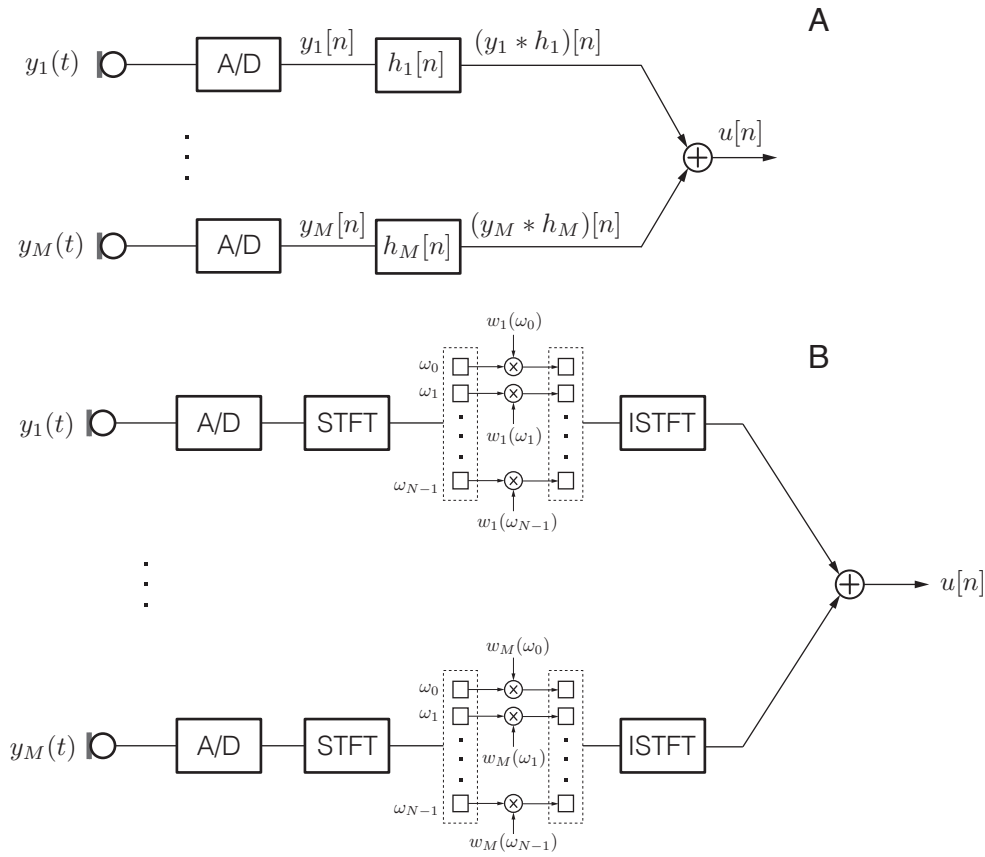 A
y_1(t) A/D y_1[n] h_1[n] (y_1 * h_1)[n]
u[n]
y_M(t) A/D y_M[n] h_M[n] (y_M * h_M)[n]
B
w_1(ω_0)
ω_0
ω_1
y_1(t) A/D STFT ISTFT
w_1(ω_1)
ω_{N−1}
w_1(ω_{N−1})
u[n]
w_M(ω_0)
ω_0
ω_1
y_M(t) A/D STFT ISTFT
w_M(ω_1)
ω_{N−1}
w_M(ω_{N−1})